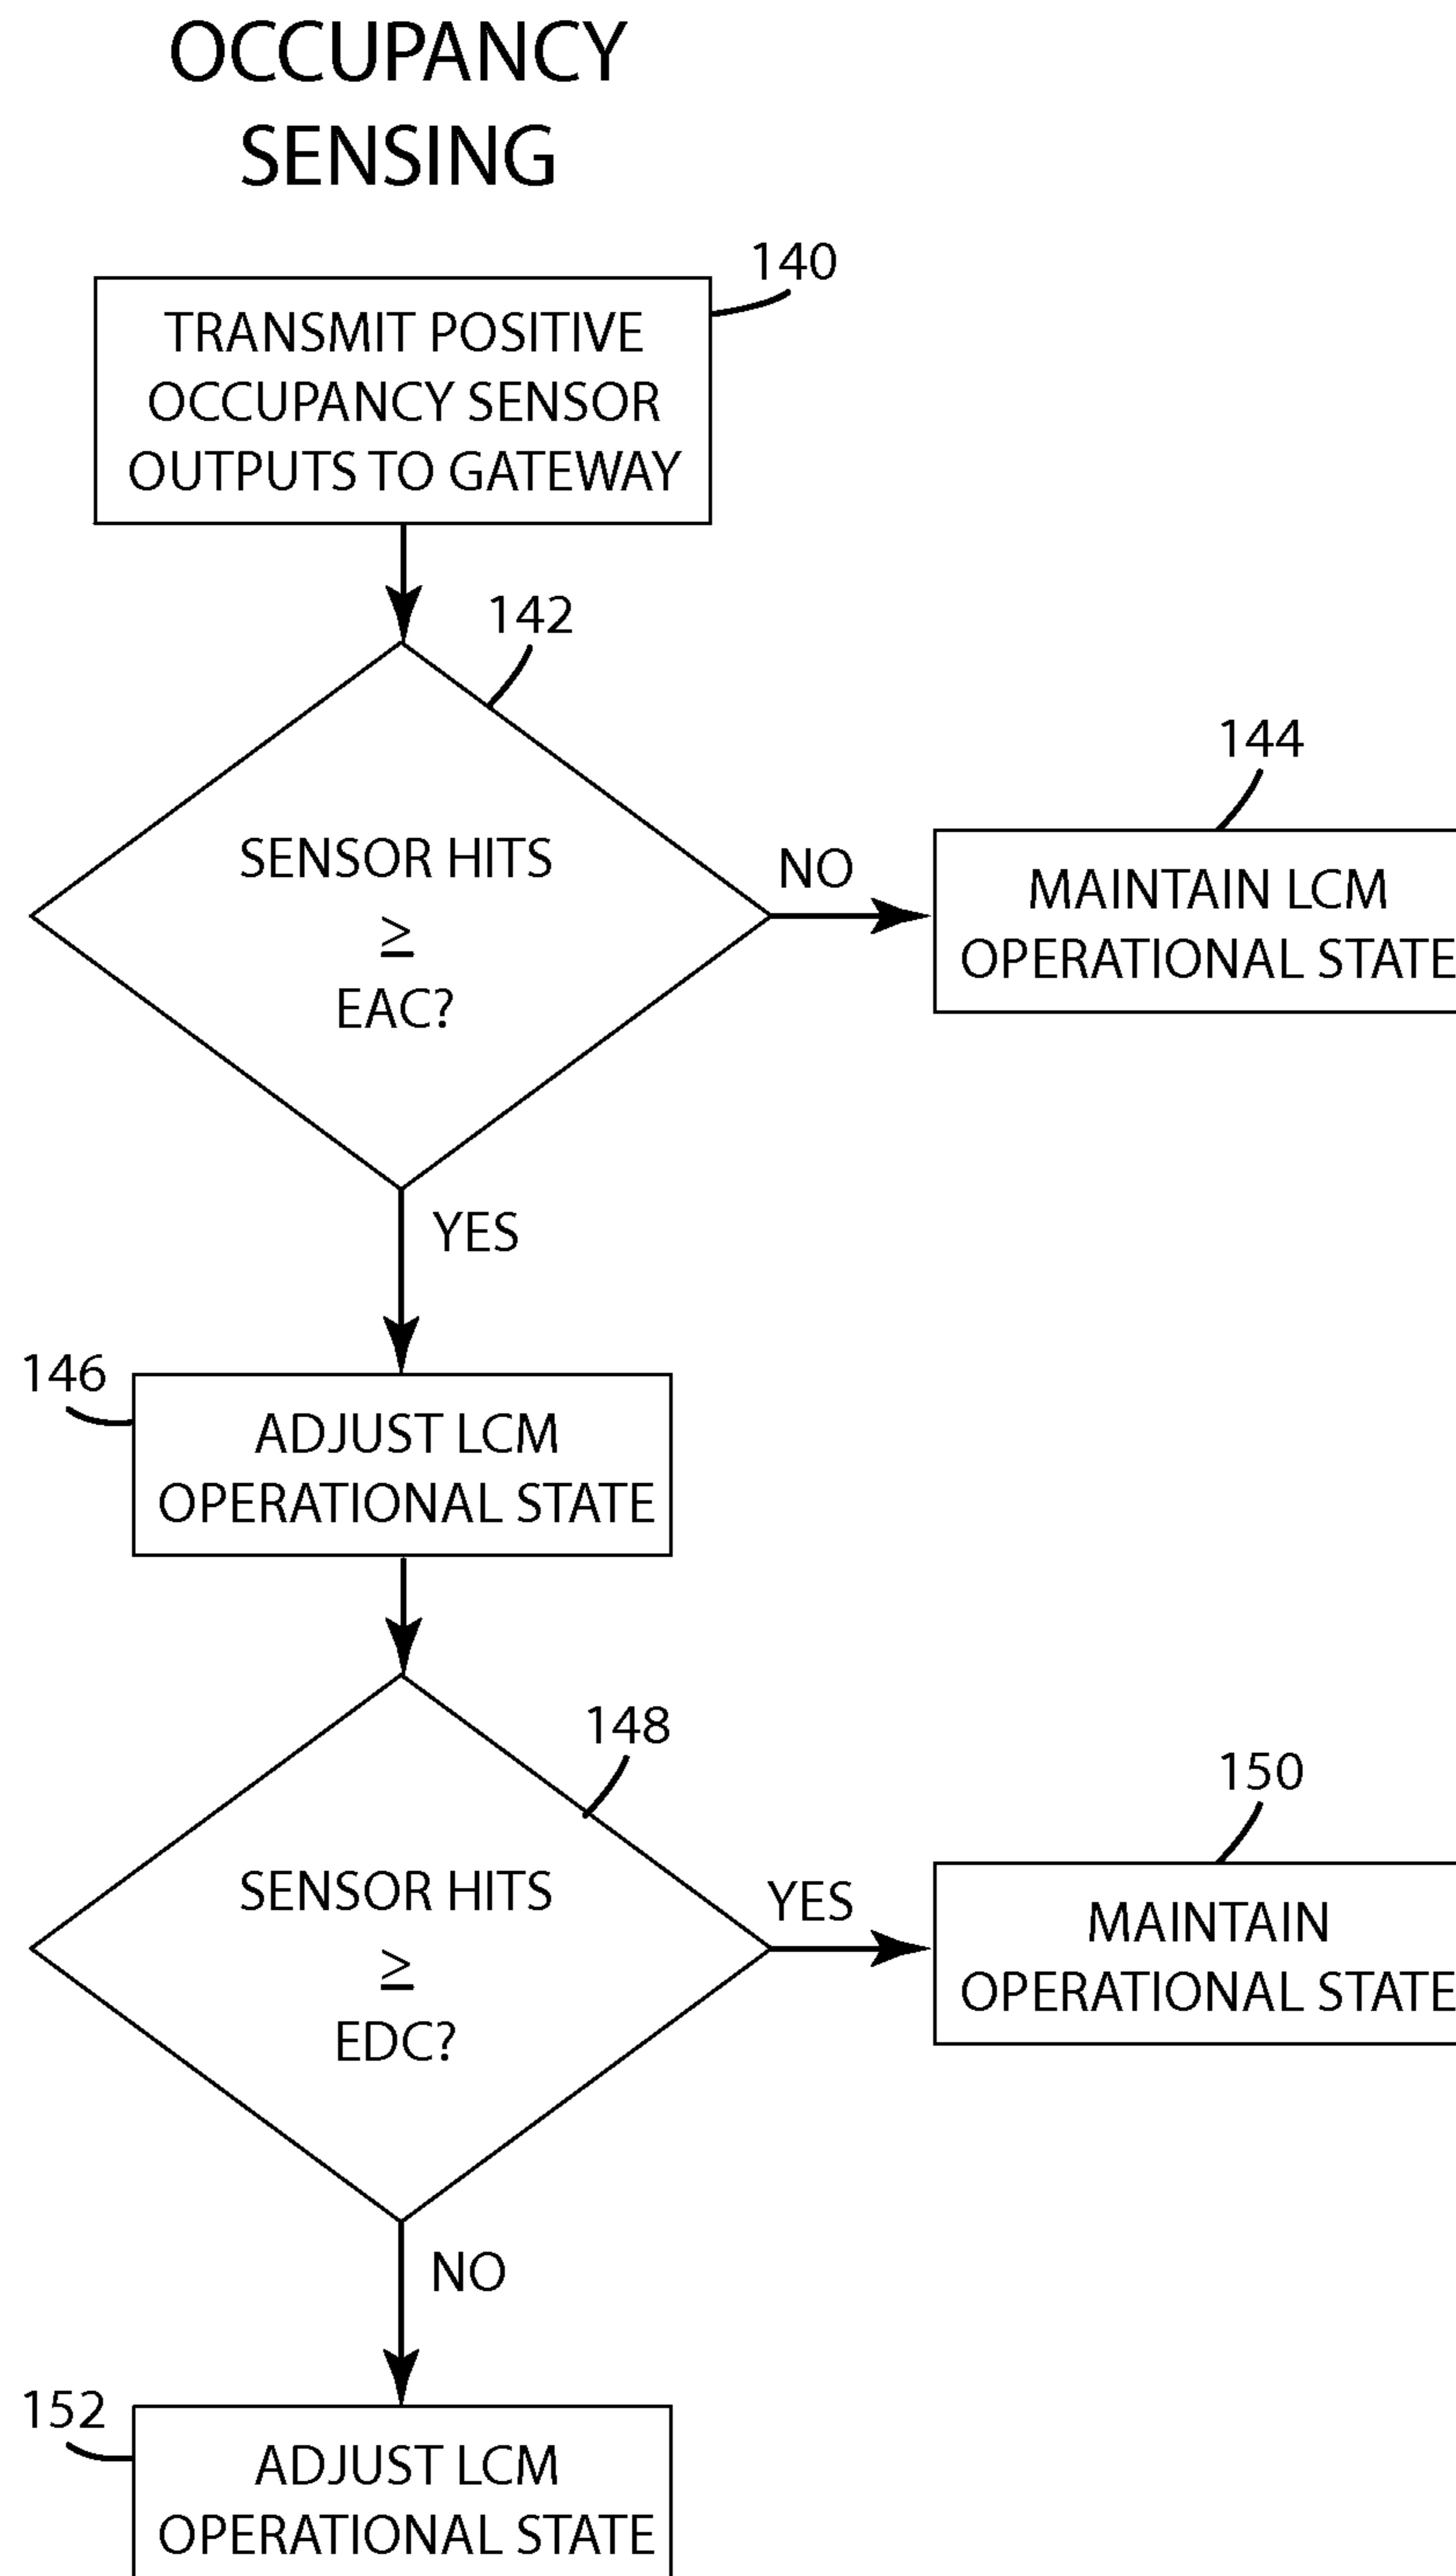 OCCUPANCY
SENSING
140
TRANSMIT POSITIVE
OCCUPANCY SENSOR
OUTPUTS TO GATEWAY
142
SENSOR HITS
≥
EAC?
NO
144
MAINTAIN LCM
OPERATIONAL STATE
YES
146
ADJUST LCM
OPERATIONAL STATE
148
SENSOR HITS
≥
EDC?
YES
150
MAINTAIN
OPERATIONAL STATE
NO
152
ADJUST LCM
OPERATIONAL STATE